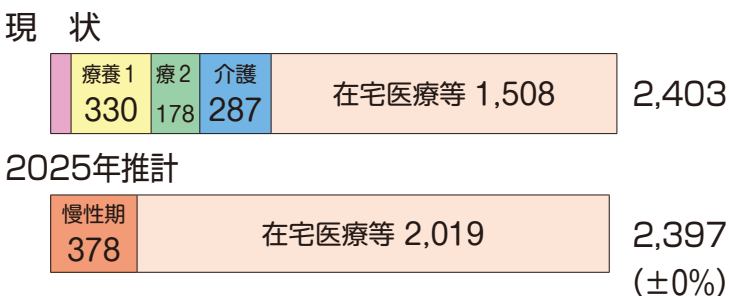 現 状
療養1 療2 介護
330 178 287 在宅医療等 1,508 2,403
2025年推計
慢性期
378 在宅医療等 2,019 2,397
(±0%)